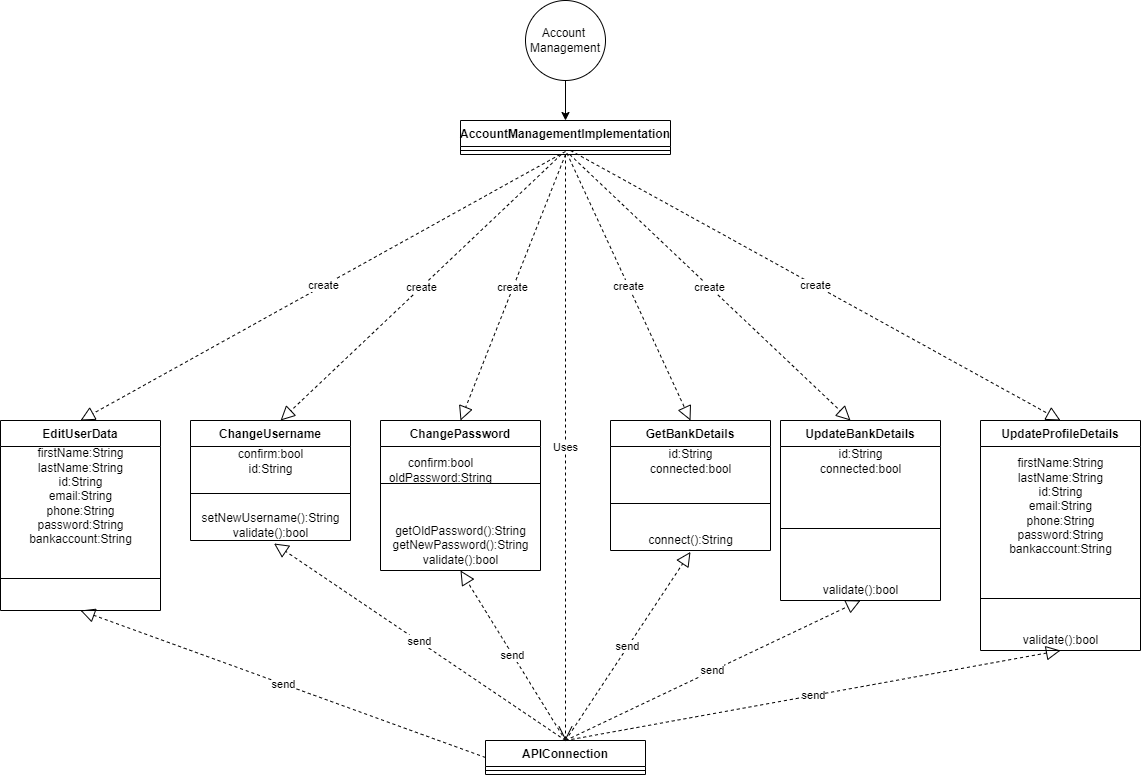 Account
Management
AccountManagementImplementation
create
create
create
create
create
create
EditUserData
firstName:String
lastName:String
id:String
email:String
phone:String
password:String
bankaccount:String
ChangeUsername
confirm:bool
id:String
setNewUsername():String
validate():bool
ChangePassword
confirm:bool
oldPassword:String
getOldPassword():String
getNewPassword():String
validate():bool
Uses
GetBankDetails
id:String
connected:bool
connect():String
UpdateBankDetails
id:String
connected:bool
validate():bool
UpdateProfileDetails
firstName:String
lastName:String
id:String
email:String
phone:String
password:String
bankaccount:String
validate():bool
send
send
send
send
send
send
APIConnection